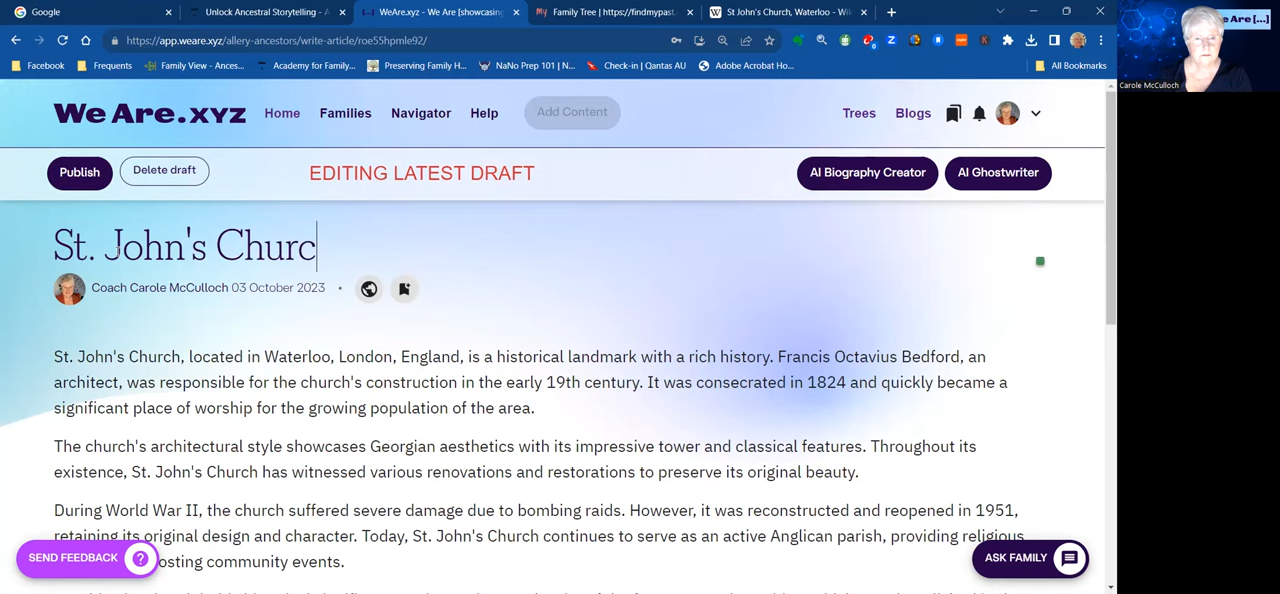 Google
Unlock Ancestral Storytelling - A
WeAre.xyz - We Are [showcasing
Family Tree | https://findmypast.
St John's Church, Waterloo - Wi
https://app.weare.xyz/allery-ancestors/write-article/roe55hpmle92/
Facebook
Frequents
Family View - Ances...
Academy for Family...
Preserving Family H...
NaNo Prep 101 | N...
Check-in | Qantas AU
Adobe Acrobat Ho...
All Bookmarks
e Are [...]
Carole McCulloch
We Are.xyz
Home
Families
Navigator
Help
Add Content
Trees
Blogs
Publish
Delete draft
EDITING LATEST DRAFT
AI Biography Creator
AI Ghostwriter
St. John's Churc
Coach Carole McCulloch 03 October 2023 •
St. John's Church, located in Waterloo, London, England, is a historical landmark with a rich history. Francis Octavius Bedford, an
architect, was responsible for the church's construction in the early 19th century. It was consecrated in 1824 and quickly became a
significant place of worship for the growing population of the area.
The church's architectural style showcases Georgian aesthetics with its impressive tower and classical features. Throughout its
existence, St. John's Church has witnessed various renovations and restorations to preserve its original beauty.
During World War II, the church suffered severe damage due to bombing raids. However, it was reconstructed and reopened in 1951,
retaining its original design and character. Today, St. John's Church continues to serve as an active Anglican parish, providing religious
osting community events.
SEND FEEDBACK
ASK FAMILY